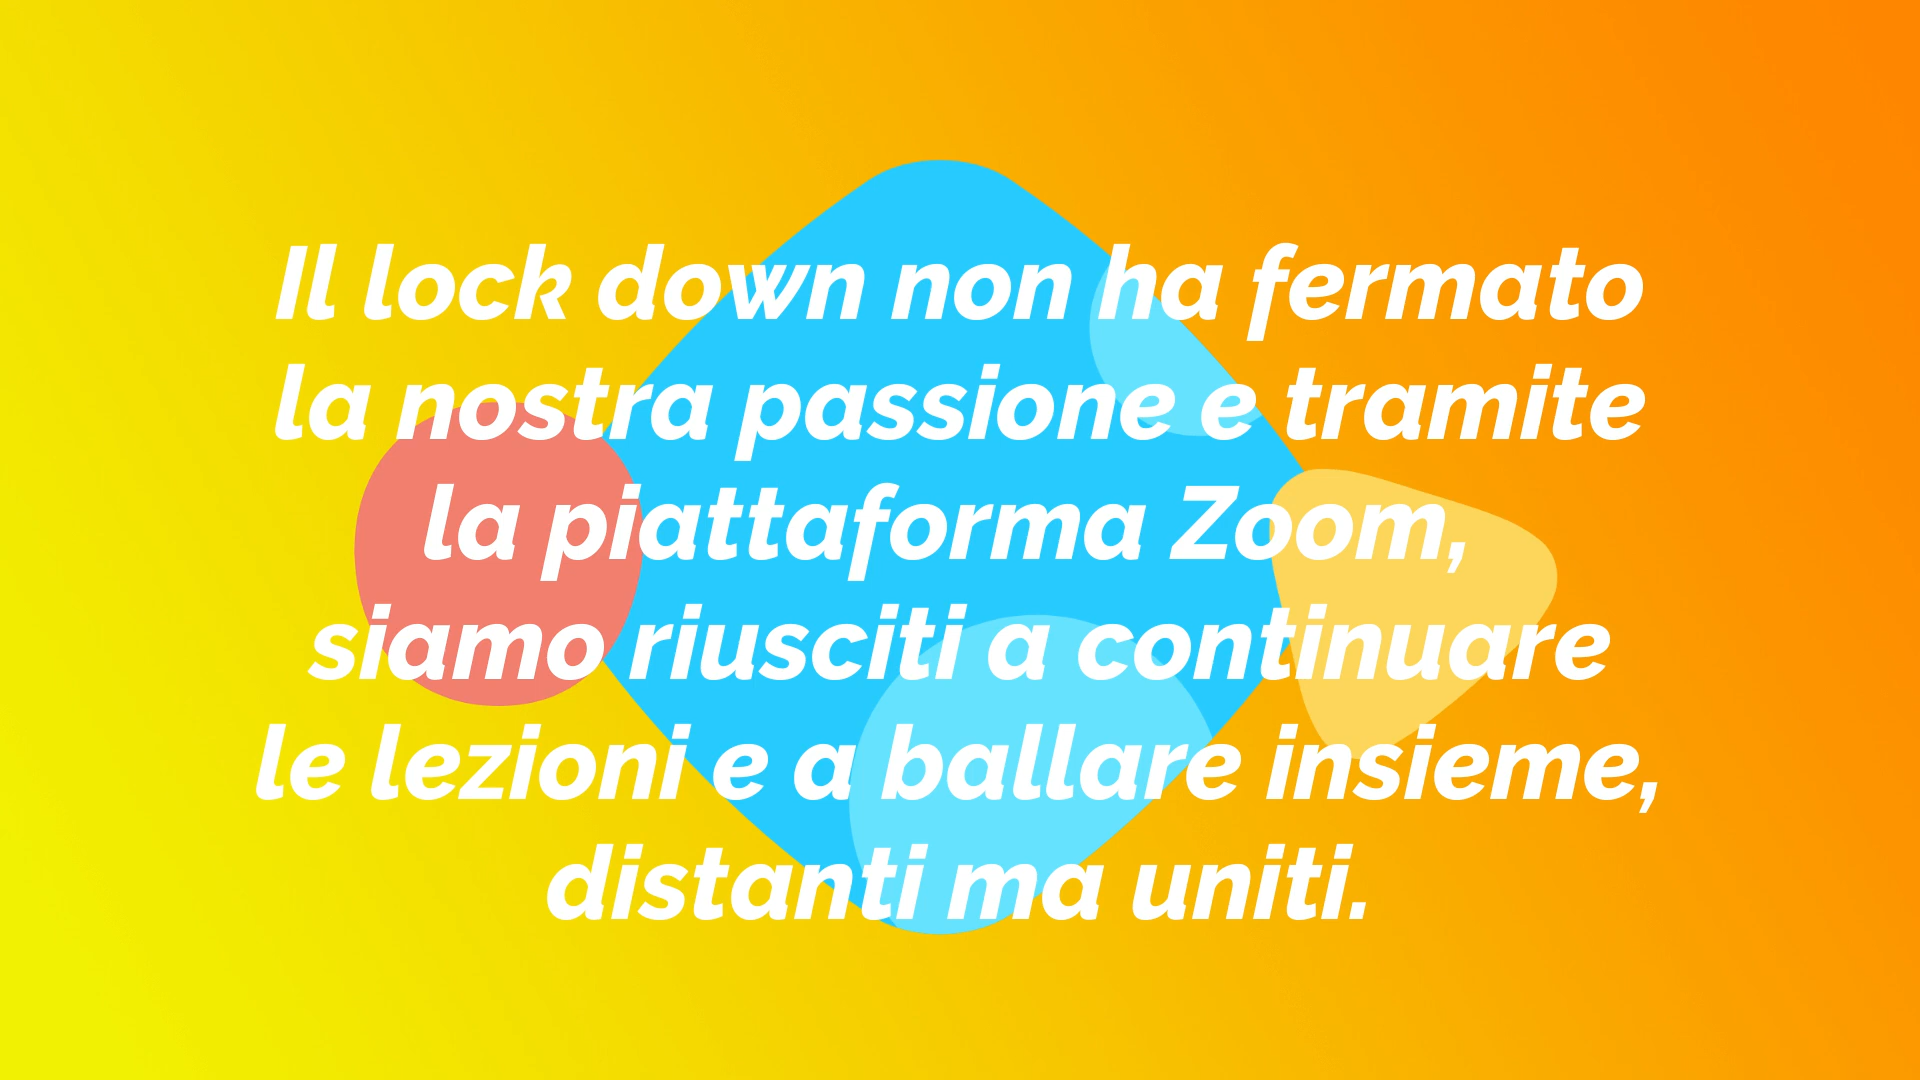 Il lock down non ha fermato
la nostra passione e tramite
la piattaforma Zoom,
siamo riusciti a continuare
le lezioni e a ballare insieme,
distanti ma uniti.